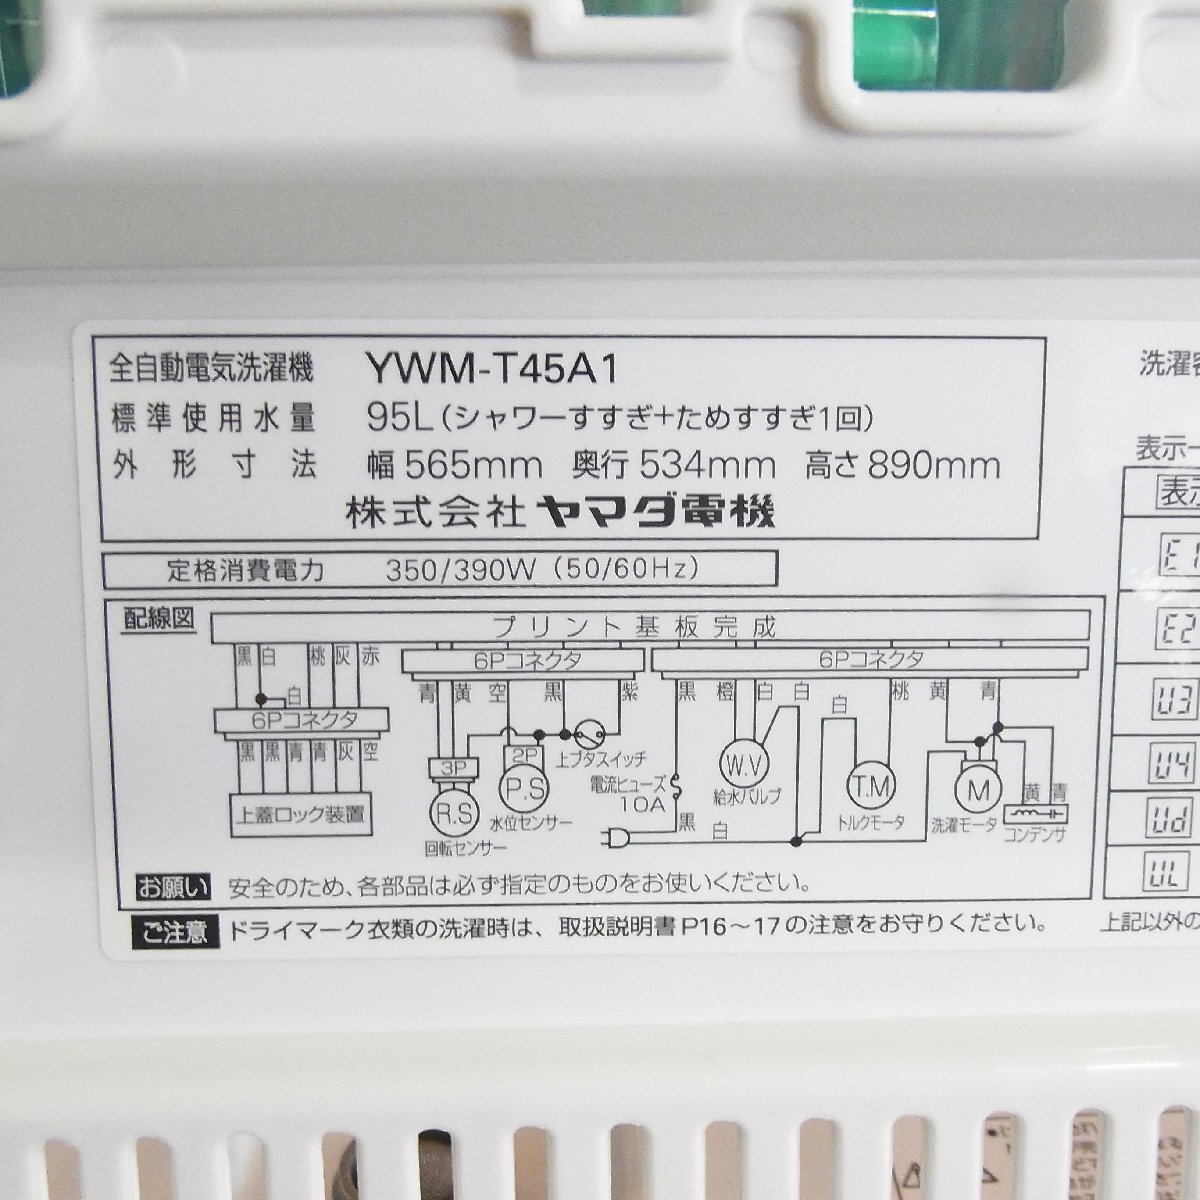 全自動電気洗濯機 YWM-T45A1
標準使用水量 95L(シャワーすすぎ+ためすすぎ1回)
外形寸法 幅565mm 奥行534mm 高さ890mm
株式会社ヤマダ電機
定格消費電力 350/390W (50/60Hz)
配線図
プリント基板完成
黒 白 桃 灰 赤
6Pコネクタ 6Pコネクタ
白
青 黄 空 黒 紫 黒 橙 白 白 白 桃 黄 青
6Pコネクタ
黒 黒 青 青 灰 空
上蓋ロック装置
3P
R.S
回転センサー
2P
P.S
水位センサー
上ブタスイッチ
電流ヒューズ
10A
黒
白
W.V
給水バルブ
T.M
トルクモータ
M
洗濯モータ
黄 青
コンデンサ
お願い 安全のため、各部品は必ず指定のものをお使いください。
ご注意 ドライマーク衣類の洗濯時は、取扱説明書P16〜17の注意をお守りください。
洗濯容
表示一
表示
E1
E2
U3
U4
Ud
UL
上記以外の